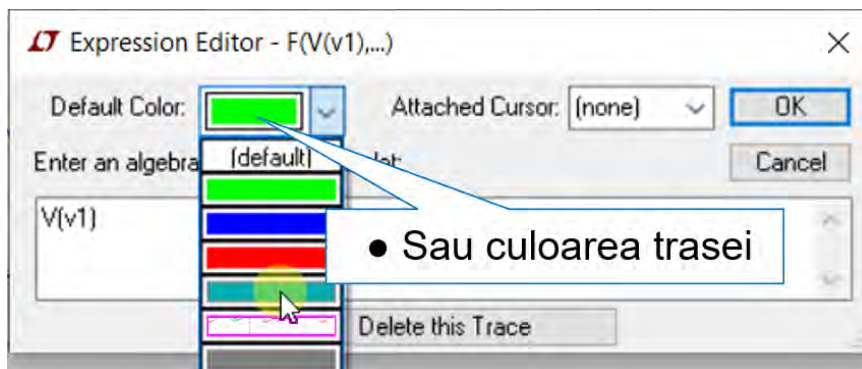 Expression Editor - F(V(v1),...)
Default Color:
Attached Cursor: (none)
OK
(default)
Enter an algebra
Cancel
V(v1)
● Sau culoarea trasei
Delete this Trace